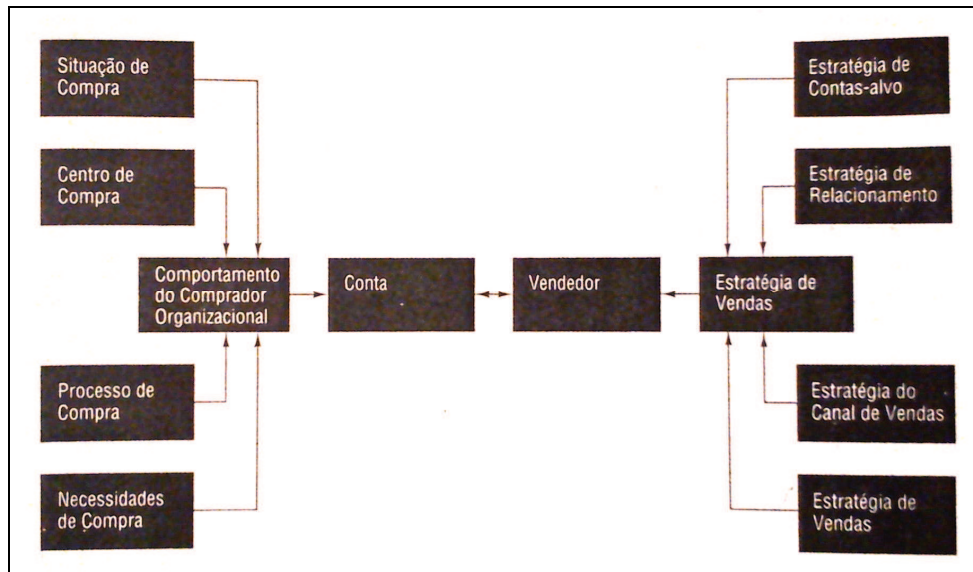 Situação de
Compra
Centro de
Compra
Comportamento
do Comprador
Organizacional
Processo de
Compra
Necessidades
de Compra
Conta
Vendedor
Estratégia de
Contas-alvo
Estratégia de
Relacionamento
Estratégia de
Vendas
Estratégia do
Canal de Vendas
Estratégia de
Vendas